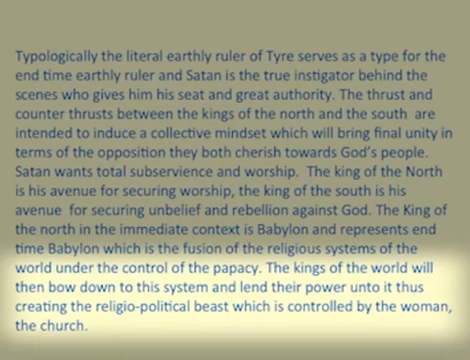 Typologically the literal earthly ruler of Tyre serves as a type for the
end time earthly ruler and Satan is the true instigator behind the
scenes who gives him his seat and great authority. The thrust and
counter thrusts between the kings of the north and the south are
intended to induce a collective mindset which will bring final unity in
terms of the opposition they both cherish towards God's people.
Satan wants total subservience and worship. The king of the North
is his avenue for securing worship, the king of the south is his
avenue for securing unbelief and rebellion against God. The King of
the north in the immediate context is Babylon and represents end
time Babylon which is the fusion of the religious systems of the
world under the control of the papacy. The kings of the world will
then bow down to this system and lend their power unto it thus
creating the religio-political beast which is controlled by the woman,
the church.